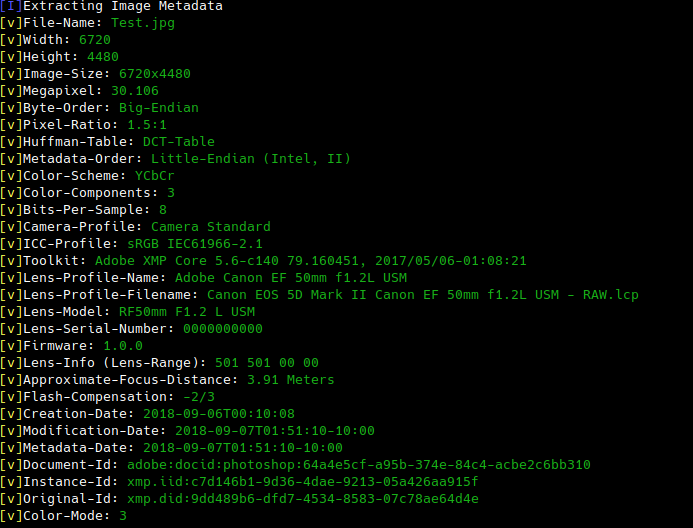 [I]Extracting Image Metadata
[v]File-Name: Test.jpg
[v]Width: 6720
[v]Height: 4480
[v]Image-Size: 6720x4480
[v]Megapixel: 30.106
[v]Byte-Order: Big-Endian
[v]Pixel-Ratio: 1.5:1
[v]Huffman-Table: DCT-Table
[v]Metadata-Order: Little-Endian (Intel, II)
[v]Color-Scheme: YCbCr
[v]Color-Components: 3
[v]Bits-Per-Sample: 8
[v]Camera-Profile: Camera Standard
[v]ICC-Profile: sRGB IEC61966-2.1
[v]Toolkit: Adobe XMP Core 5.6-c140 79.160451, 2017/05/06-01:08:21
[v]Lens-Profile-Name: Adobe Canon EF 50mm f1.2L USM
[v]Lens-Profile-Filename: Canon EOS 5D Mark II Canon EF 50mm f1.2L USM - RAW.lcp
[v]Lens-Model: RF50mm F1.2 L USM
[v]Lens-Serial-Number: 0000000000
[v]Firmware: 1.0.0
[v]Lens-Info (Lens-Range): 501 501 00 00
[v]Approximate-Focus-Distance: 3.91 Meters
[v]Flash-Compensation: -2/3
[v]Creation-Date: 2018-09-06T00:10:08
[v]Modification-Date: 2018-09-07T01:51:10-10:00
[v]Metadata-Date: 2018-09-07T01:51:10-10:00
[v]Document-Id: adobe:docid:photoshop:64a4e5cf-a95b-374e-84c4-acbe2c6bb310
[v]Instance-Id: xmp.iid:c7d146b1-9d36-4dae-9213-05a426aa915f
[v]Original-Id: xmp.did:9dd489b6-dfd7-4534-8583-07c78ae64d4e
[v]Color-Mode: 3